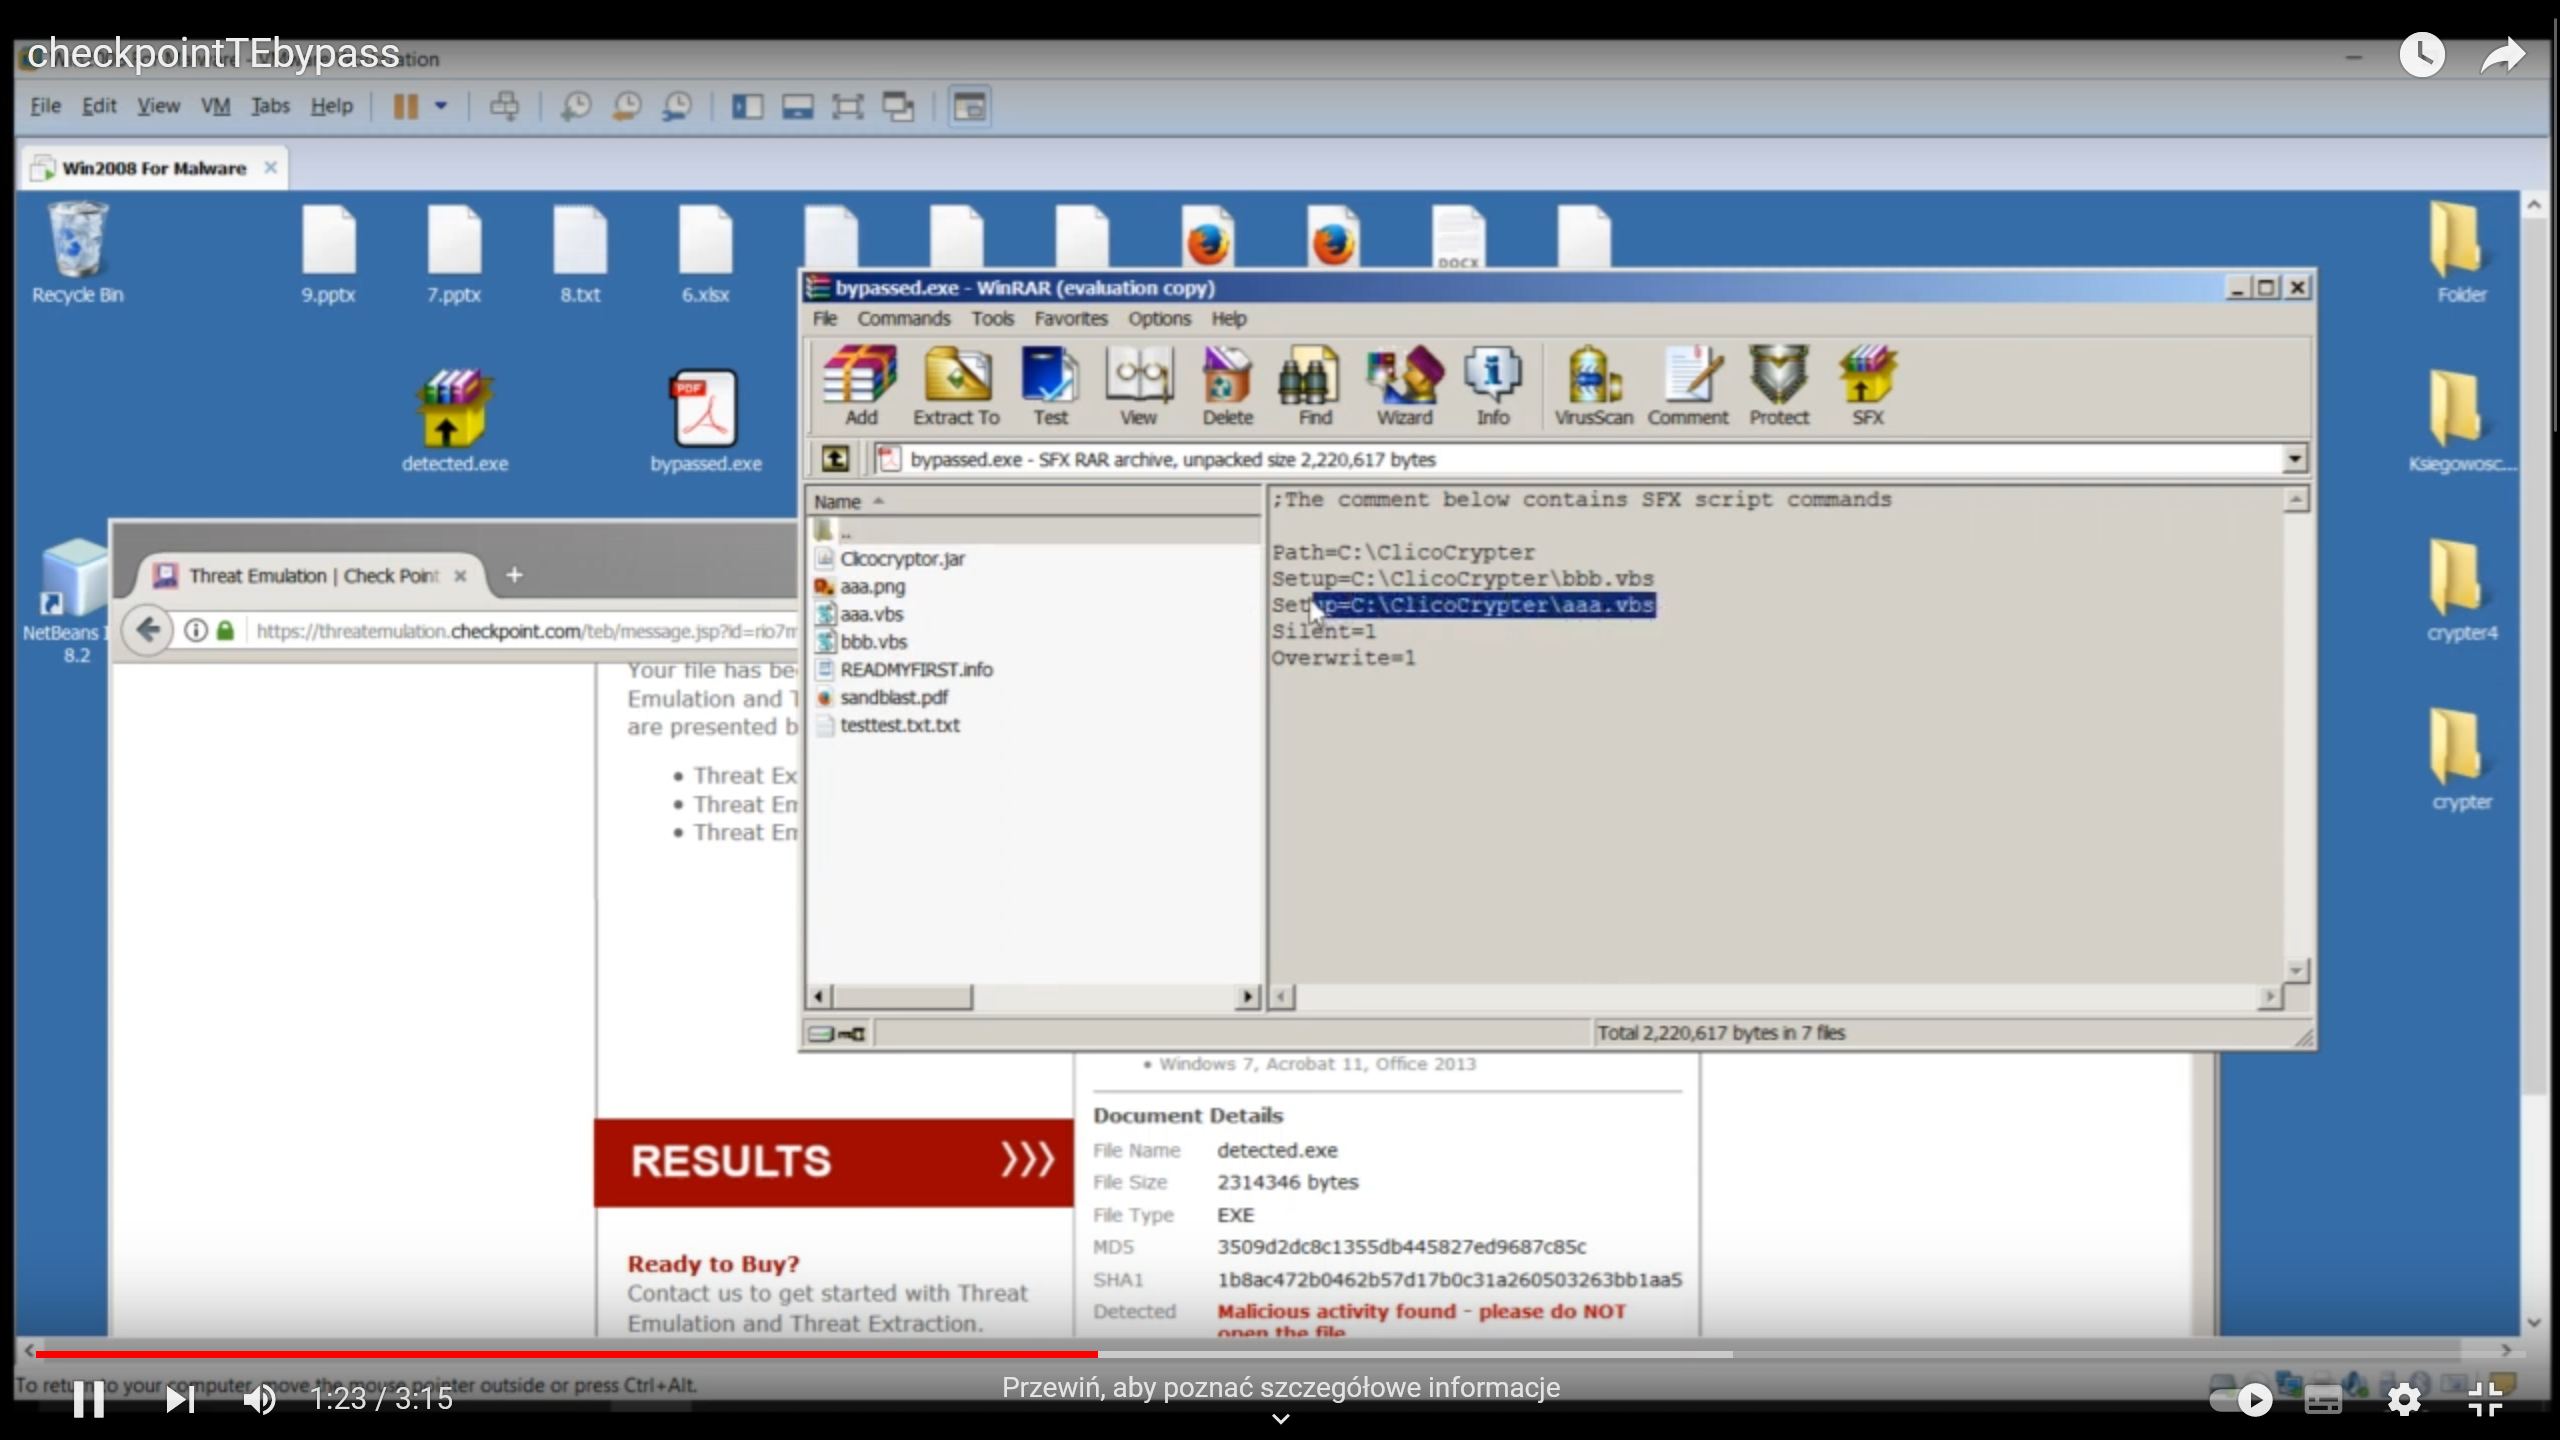 checkpointTEbypass
File Edit View VM Tabs Help
Win2008 For Malware
Recycle Bin
9.pptx
7.pptx
8.txt
6.xlsx
DOCX
Folder
detected.exe
PDF
bypassed.exe
Ksiegowosc...
NetBeans
8.2
crypter4
crypter
bypassed.exe - WinRAR (evaluation copy)
File Commands Tools Favorites Options Help
Add
Extract To
Test
View
Delete
Find
Wizard
Info
VirusScan
Comment
Protect
SFX
bypassed.exe - SFX RAR archive, unpacked size 2,220,617 bytes
Name
..
Clicocryptor.jar
aaa.png
aaa.vbs
bbb.vbs
READMYFIRST.info
sandblast.pdf
testtest.txt.txt
;The comment below contains SFX script commands
Path=C:\ClicoCrypter
Setup=C:\ClicoCrypter\bbb.vbs
Setup=C:\ClicoCrypter\aaa.vbs
Silent=1
Overwrite=1
Total 2,220,617 bytes in 7 files
Threat Emulation | Check Point
https://threatemulation.checkpoint.com/teb/message.jsp?id=rio7m
Your file has be
Emulation and T
are presented b
• Threat Ex
• Threat Em
• Threat Em
• Windows 7, Acrobat 11, Office 2013
RESULTS
Ready to Buy?
Contact us to get started with Threat
Emulation and Threat Extraction.
Document Details
File Name detected.exe
File Size 2314346 bytes
File Type EXE
MD5 3509d2dc8c1355db445827ed9687c85c
SHA1 1b8ac472b0462b57d17b0c31a260503263bb1aa5
Detected Malicious activity found - please do NOT
open the file
To return to your computer, move the mouse pointer outside or press Ctrl+Alt.
1:23 / 3:15
Przewiń, aby poznać szczegółowe informacje